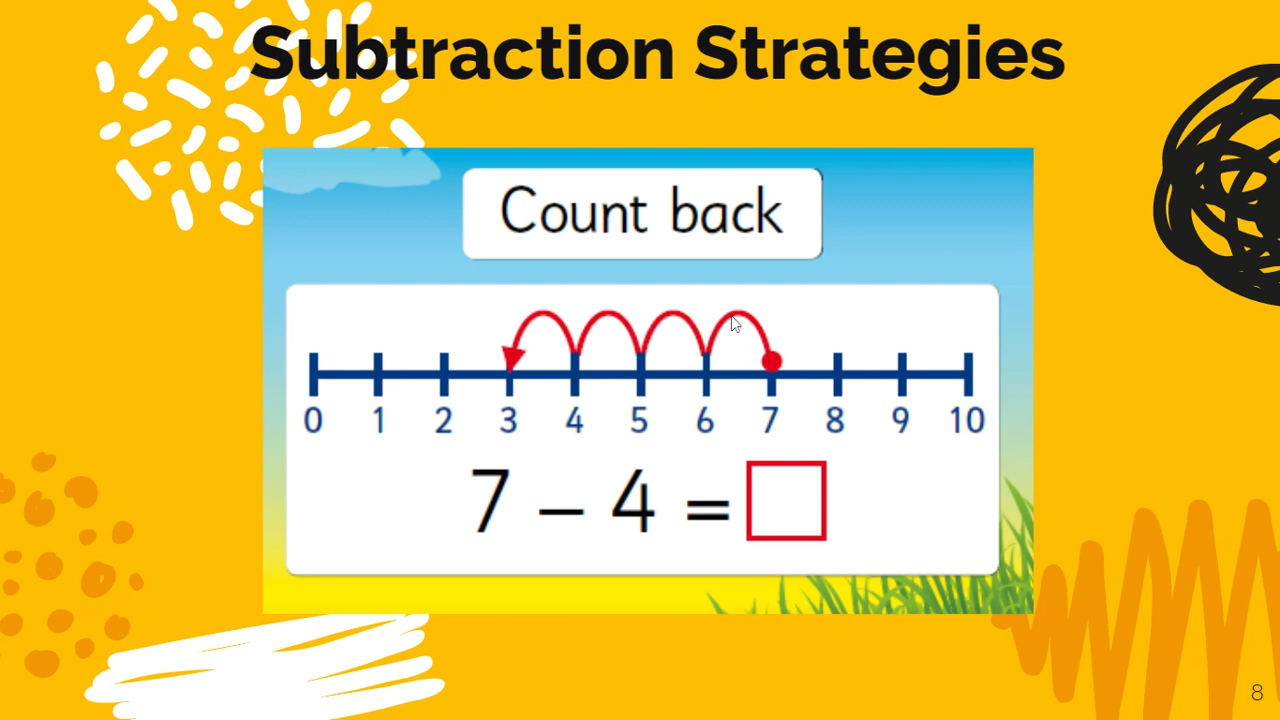 Subtraction Strategies
Count back
0 1 2 3 4 5 6 7 8 9 10
7 – 4 =
8